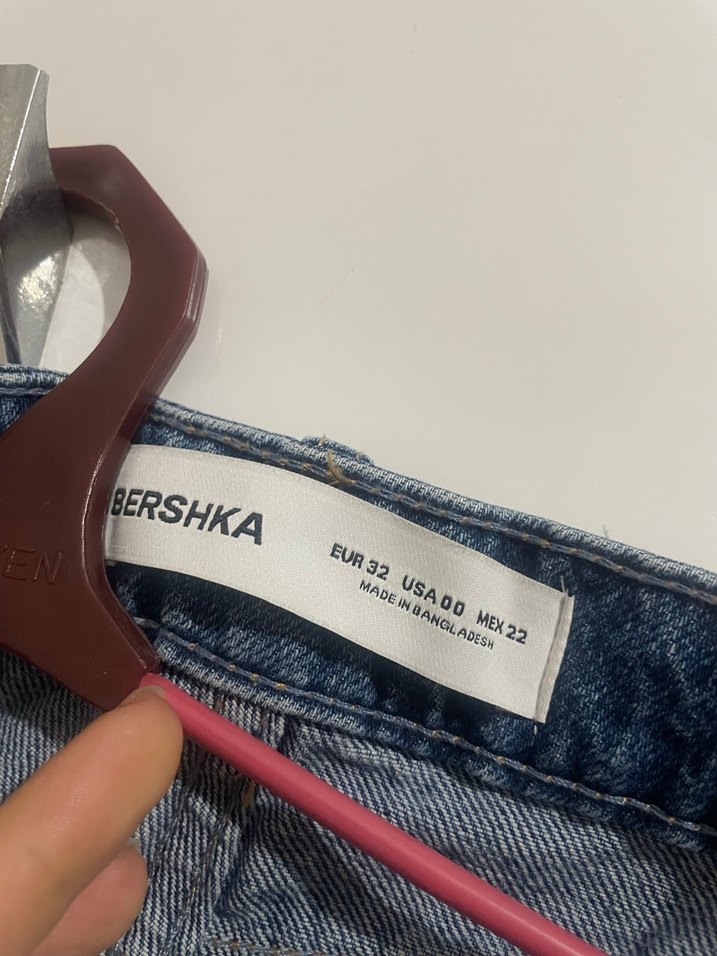 BERSHKA
EUR 32 USA 00 MEX 22
MADE IN BANGLADESH